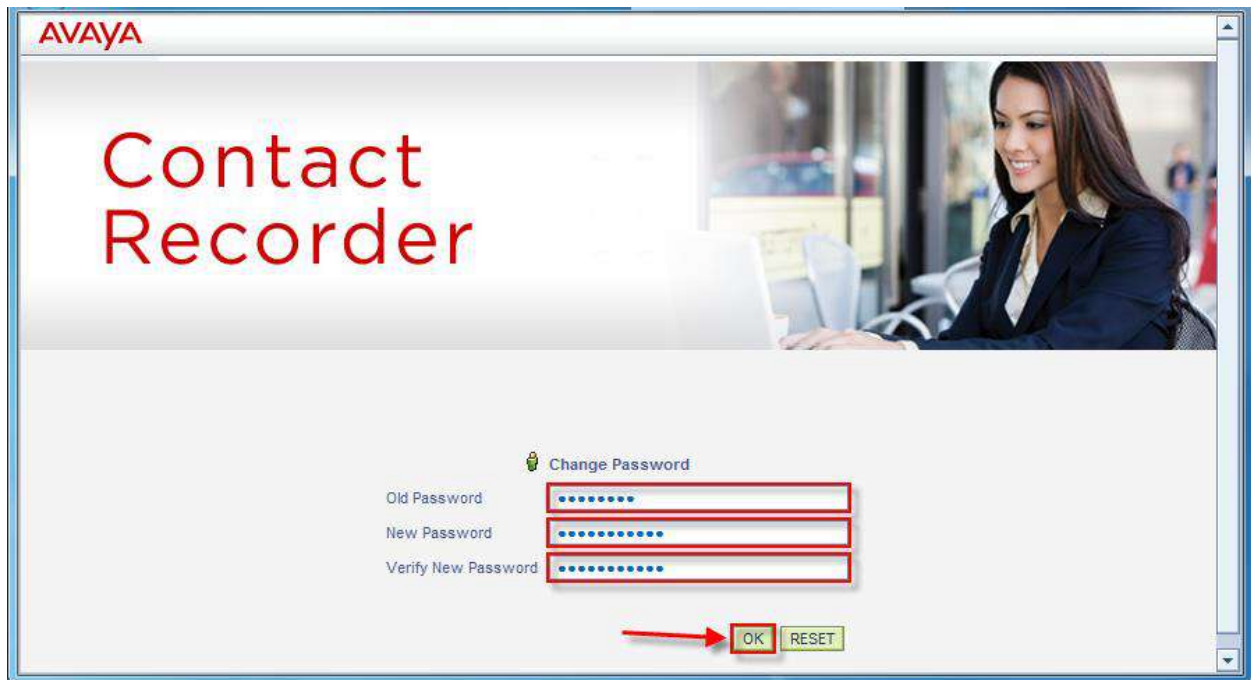 AVAYA
Contact
Recorder
Change Password
Old Password ••••••••
New Password •••••••••••
Verify New Password •••••••••••
OK RESET